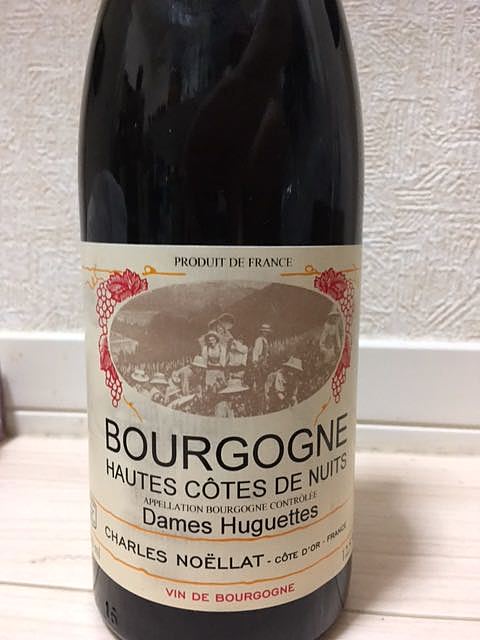 PRODUIT DE FRANCE
BOURGOGNE
HAUTES CÔTES DE NUITS
APPELLATION BOURGOGNE CONTRÔLÉE
Dames Huguettes
CHARLES NOËLLAT - CÔTE D'OR - FRANCE
VIN DE BOURGOGNE